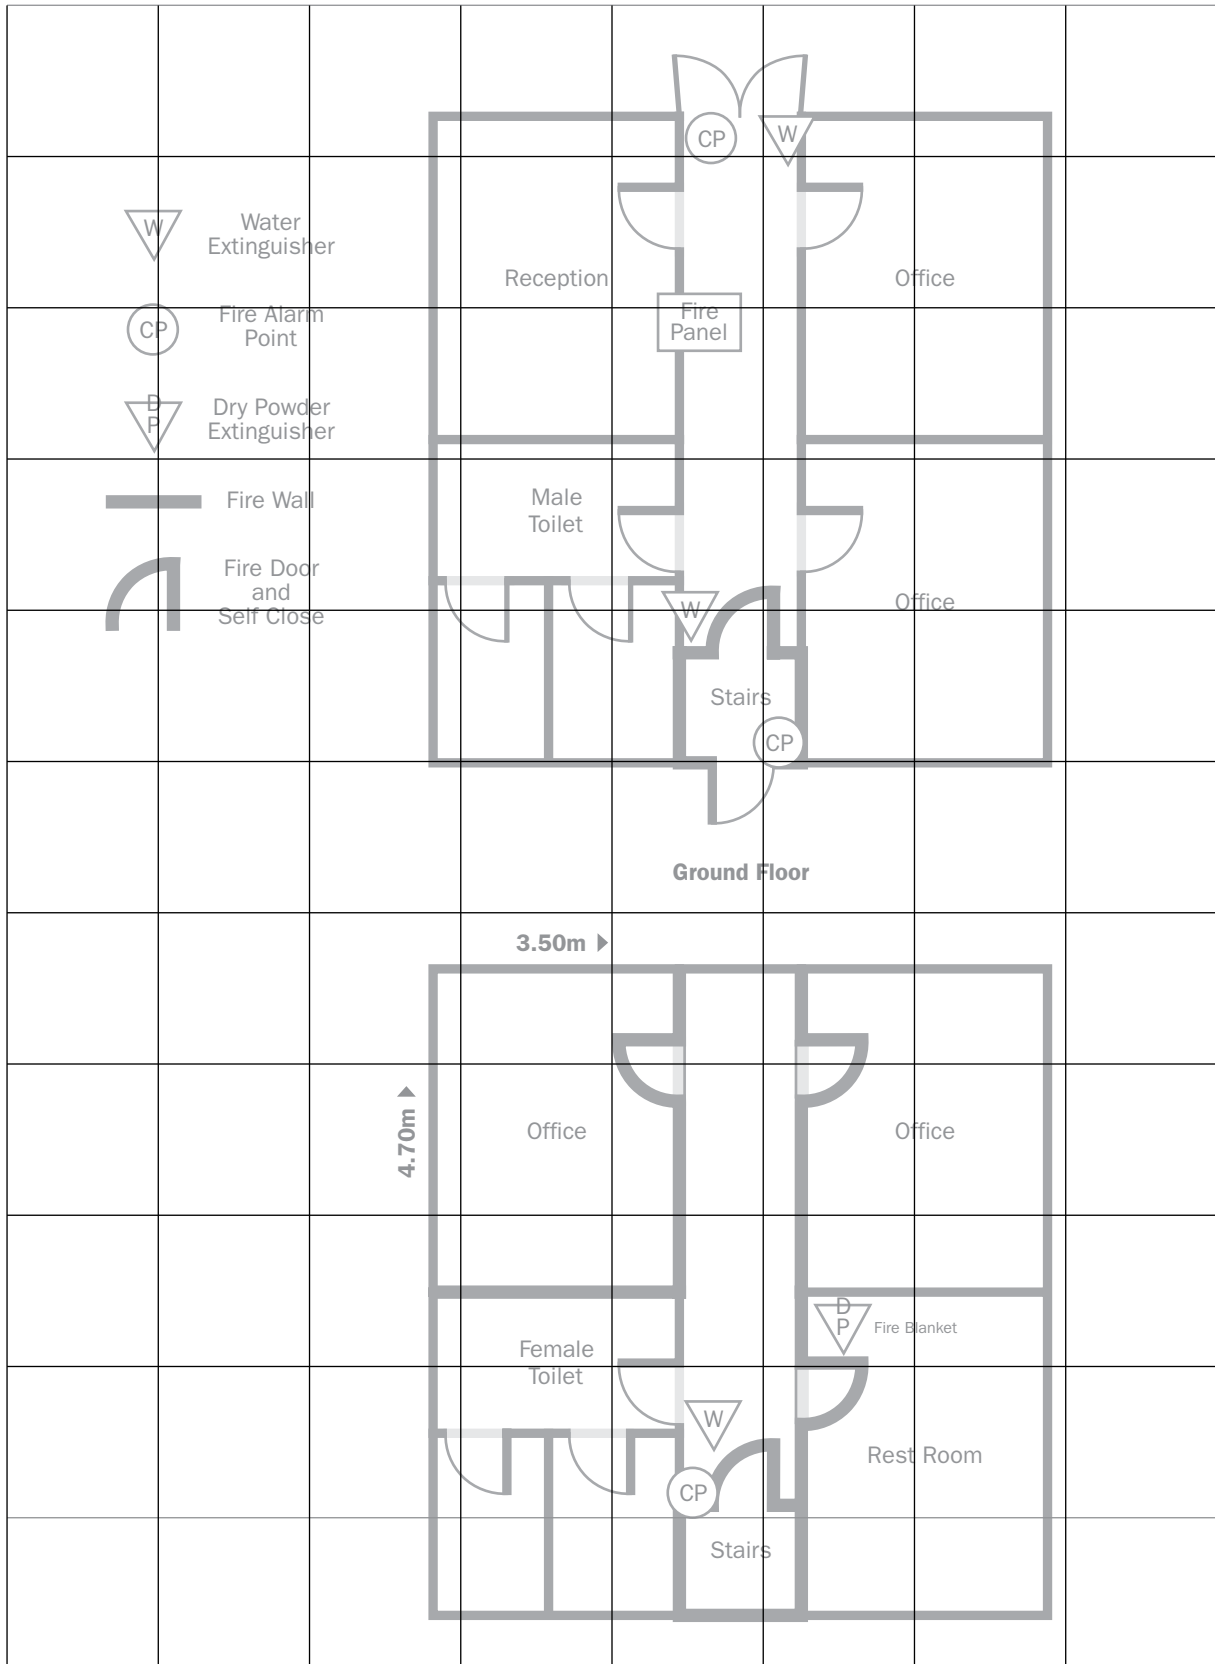 CP
W
W
Water
Extinguisher
Reception
Office
CP
Fire Alarm
Point
Fire
Panel
D
P
Dry Powder
Extinguisher
Fire Wall
Male
Toilet
Fire Door
and
Self Close
W
Office
Stairs
CP
Ground Floor
3.50m
4.70m
Office
Office
D
P
Fire Blanket
Female
Toilet
W
Rest Room
CP
Stairs